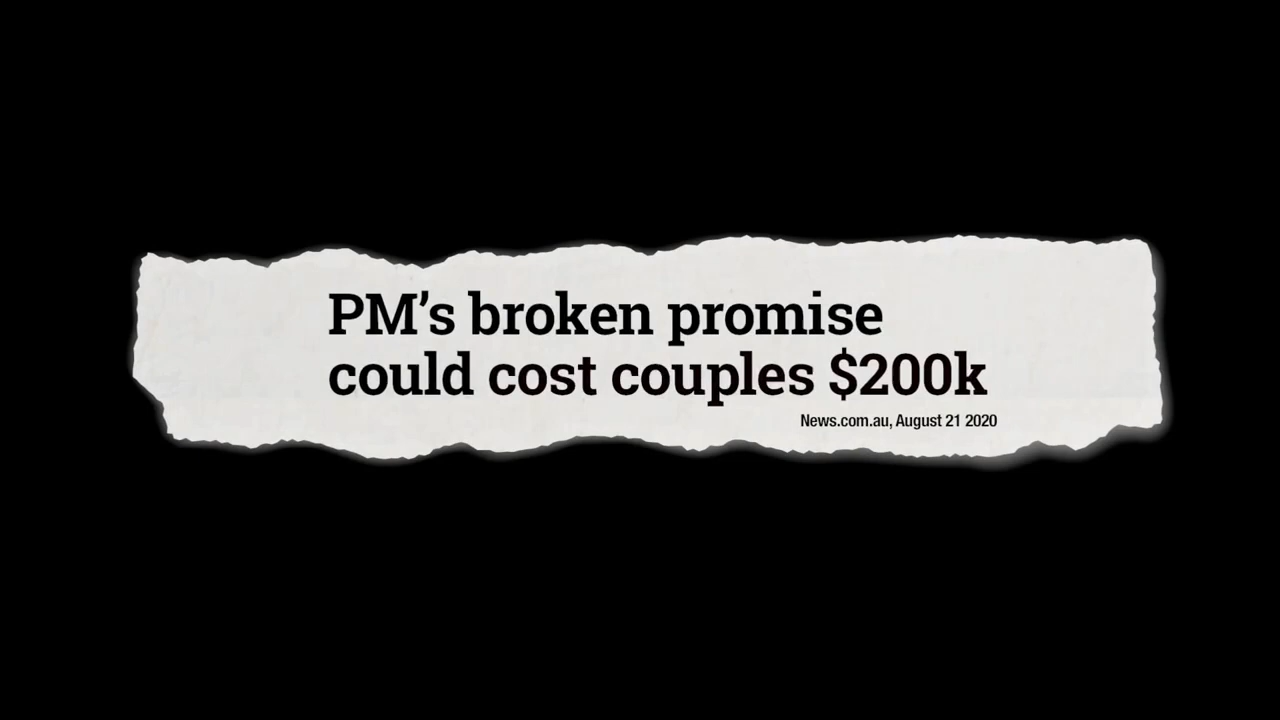 PM’s broken promise
could cost couples $200k
News.com.au, August 21 2020